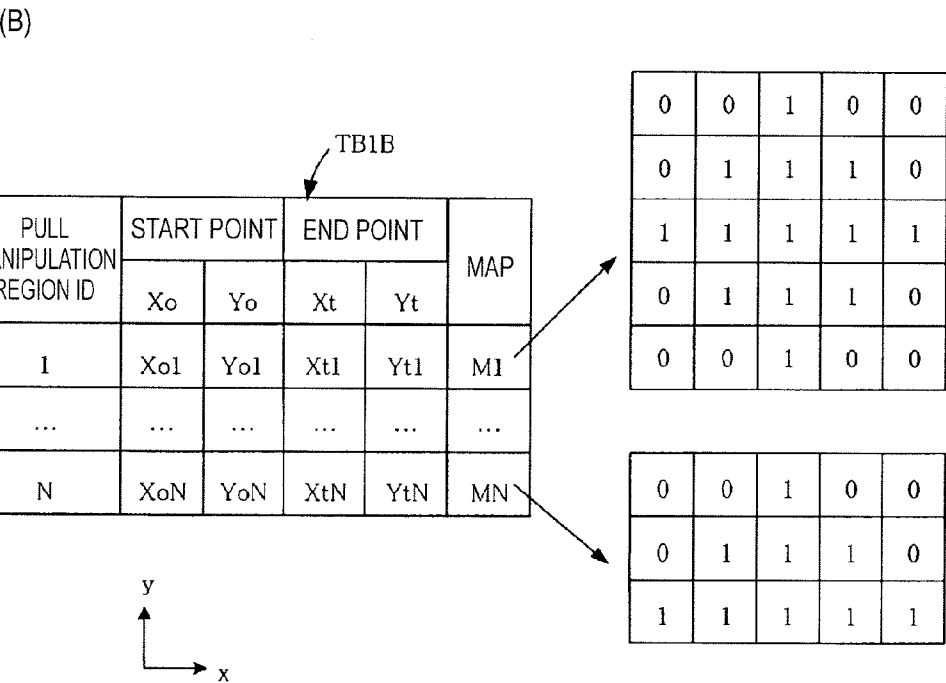 (B)
TB1B
PULL
ANIPULATION
REGION ID
START POINT
END POINT
MAP
Xo Yo Xt Yt
1 Xo1 Yo1 Xt1 Yt1 M1
... ... ... ... ... ...
N XoN YoN XtN YtN MN
0 0 1 0 0
0 1 1 1 0
1 1 1 1 1
0 1 1 1 0
0 0 1 0 0
0 0 1 0 0
0 1 1 1 0
1 1 1 1 1
y
x